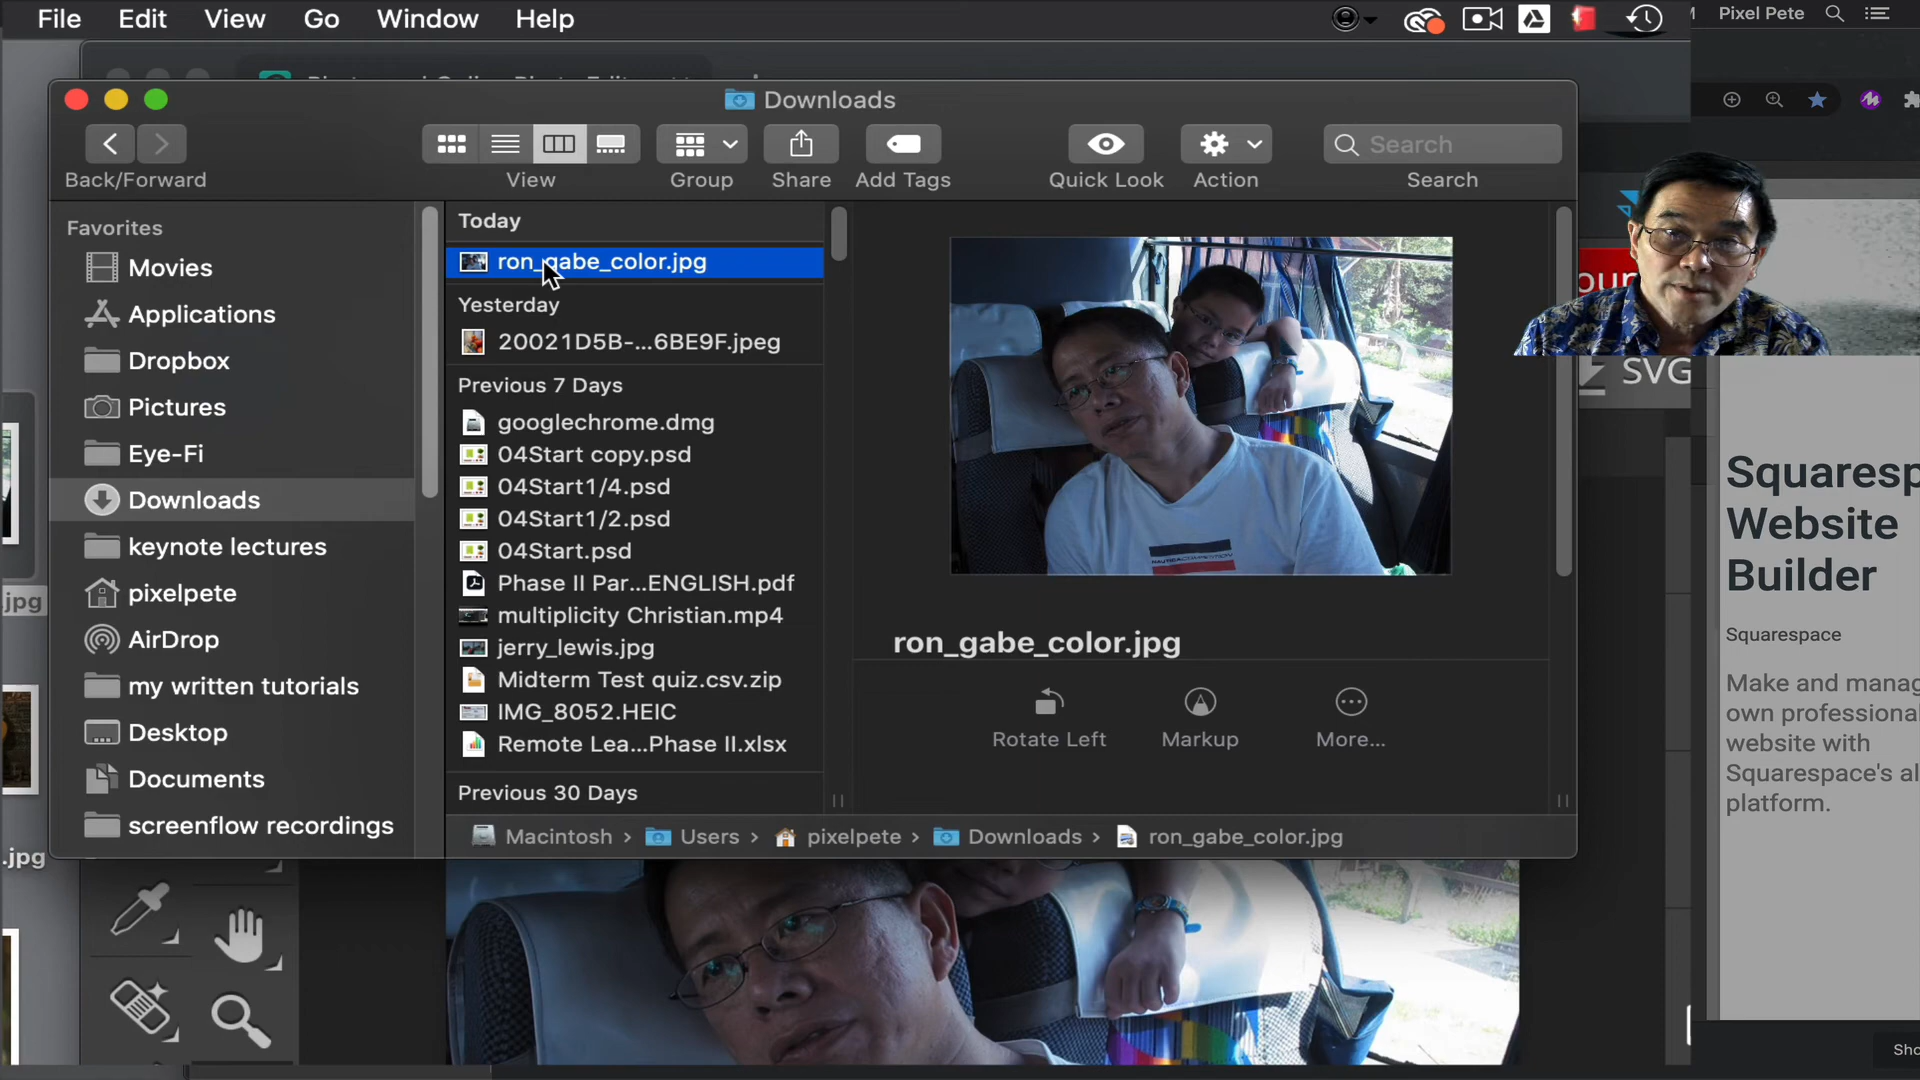 File Edit View Go Window Help
Pixel Pete
Downloads
Back/Forward View Group Share Add Tags Quick Look Action Search
Search
Favorites
Movies
Applications
Dropbox
Pictures
Eye-Fi
Downloads
keynote lectures
pixelpete
AirDrop
my written tutorials
Desktop
Documents
screenflow recordings
Today
ron_gabe_color.jpg
Yesterday
20021D5B-...6BE9F.jpeg
Previous 7 Days
googlechrome.dmg
04Start copy.psd
04Start1/4.psd
04Start1/2.psd
04Start.psd
Phase II Par...ENGLISH.pdf
multiplicity Christian.mp4
jerry_lewis.jpg
Midterm Test quiz.csv.zip
IMG_8052.HEIC
Remote Lea...Phase II.xlsx
Previous 30 Days
ron_gabe_color.jpg
Rotate Left Markup More...
Macintosh › Users › pixelpete › Downloads › ron_gabe_color.jpg
.jpg
.jpg
SVG
Squaresp
Website
Builder
Squarespace
Make and manag
own professional
website with
Squarespace's al
platform.
Sho